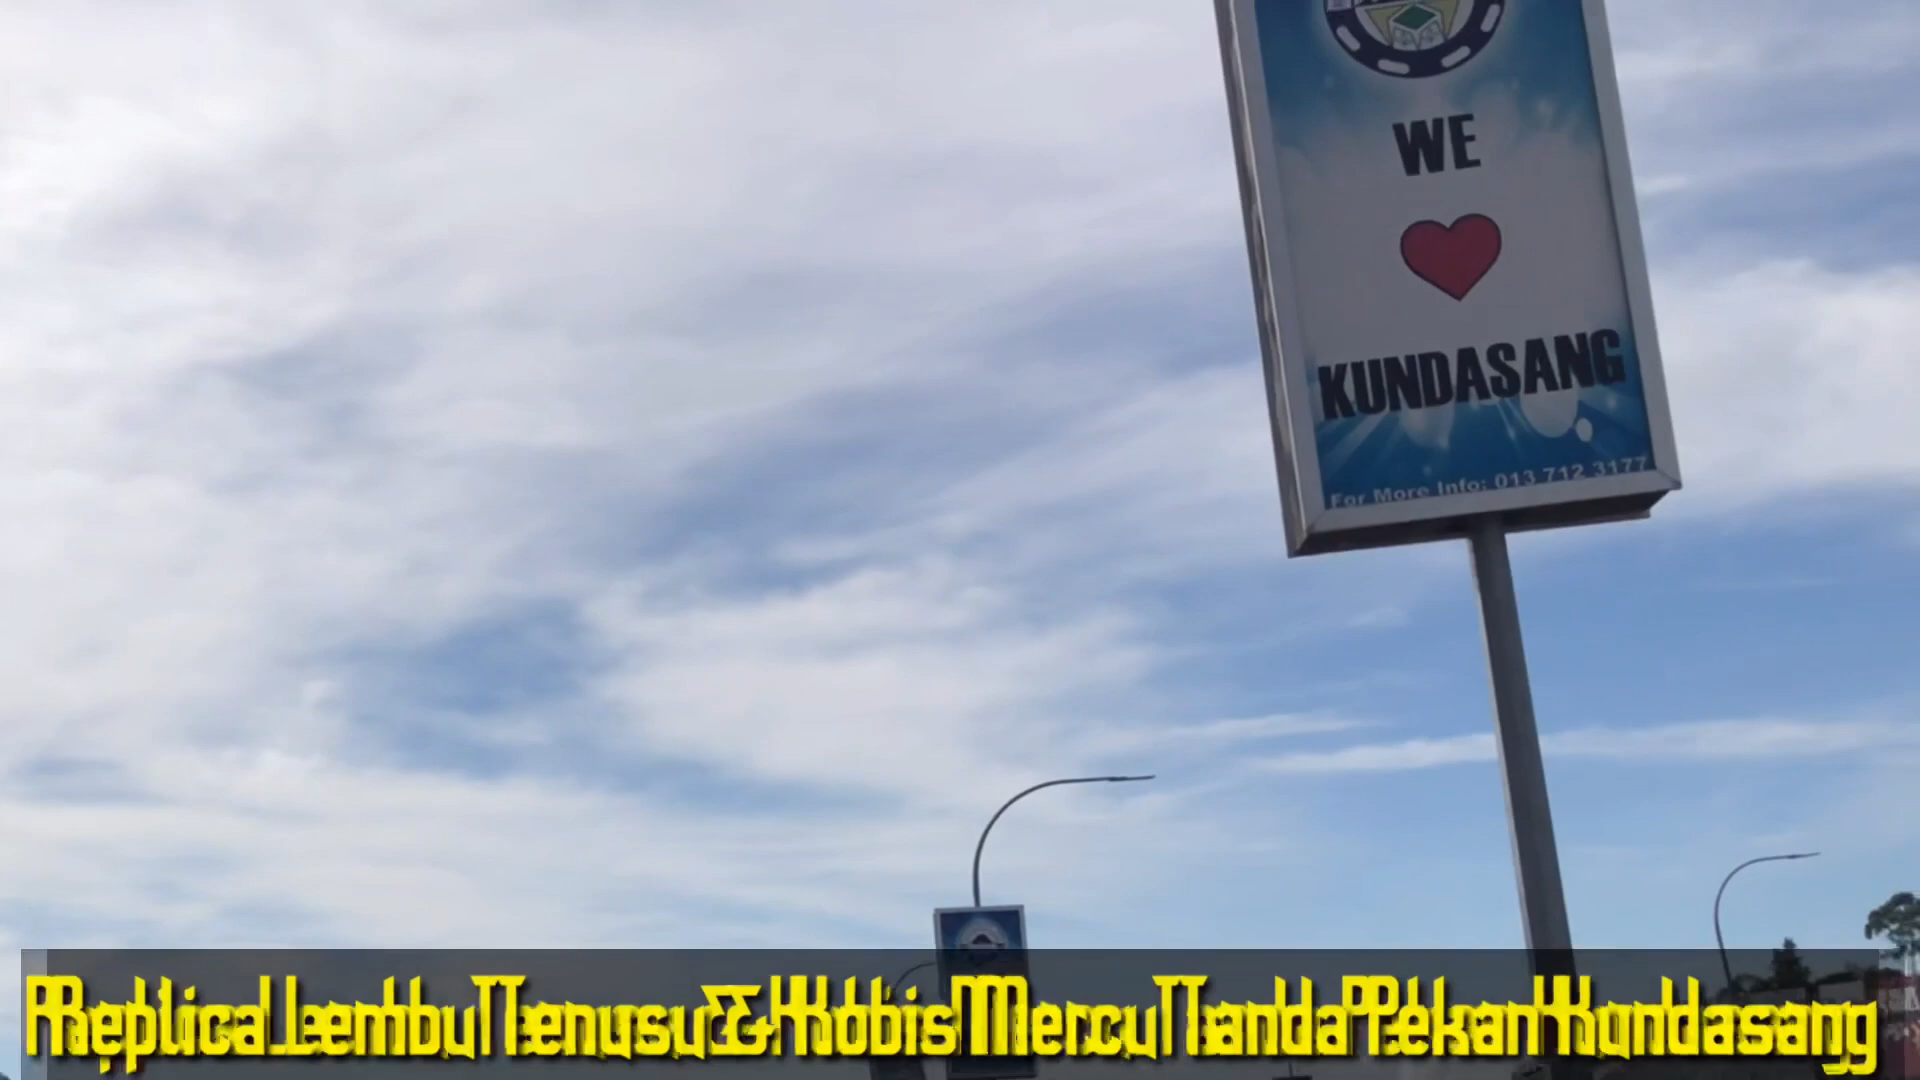 WE
KUNDASANG
For More Info: 013 712 3177
Replica Lembu Tenusu & Kobis Mercu Tanda Pekan Kundasang